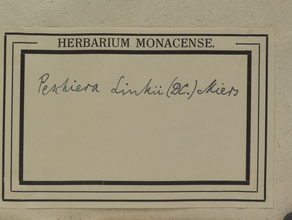 HERBARIUM MONACENSE.
Peschiera Linkii (DC.) Miers